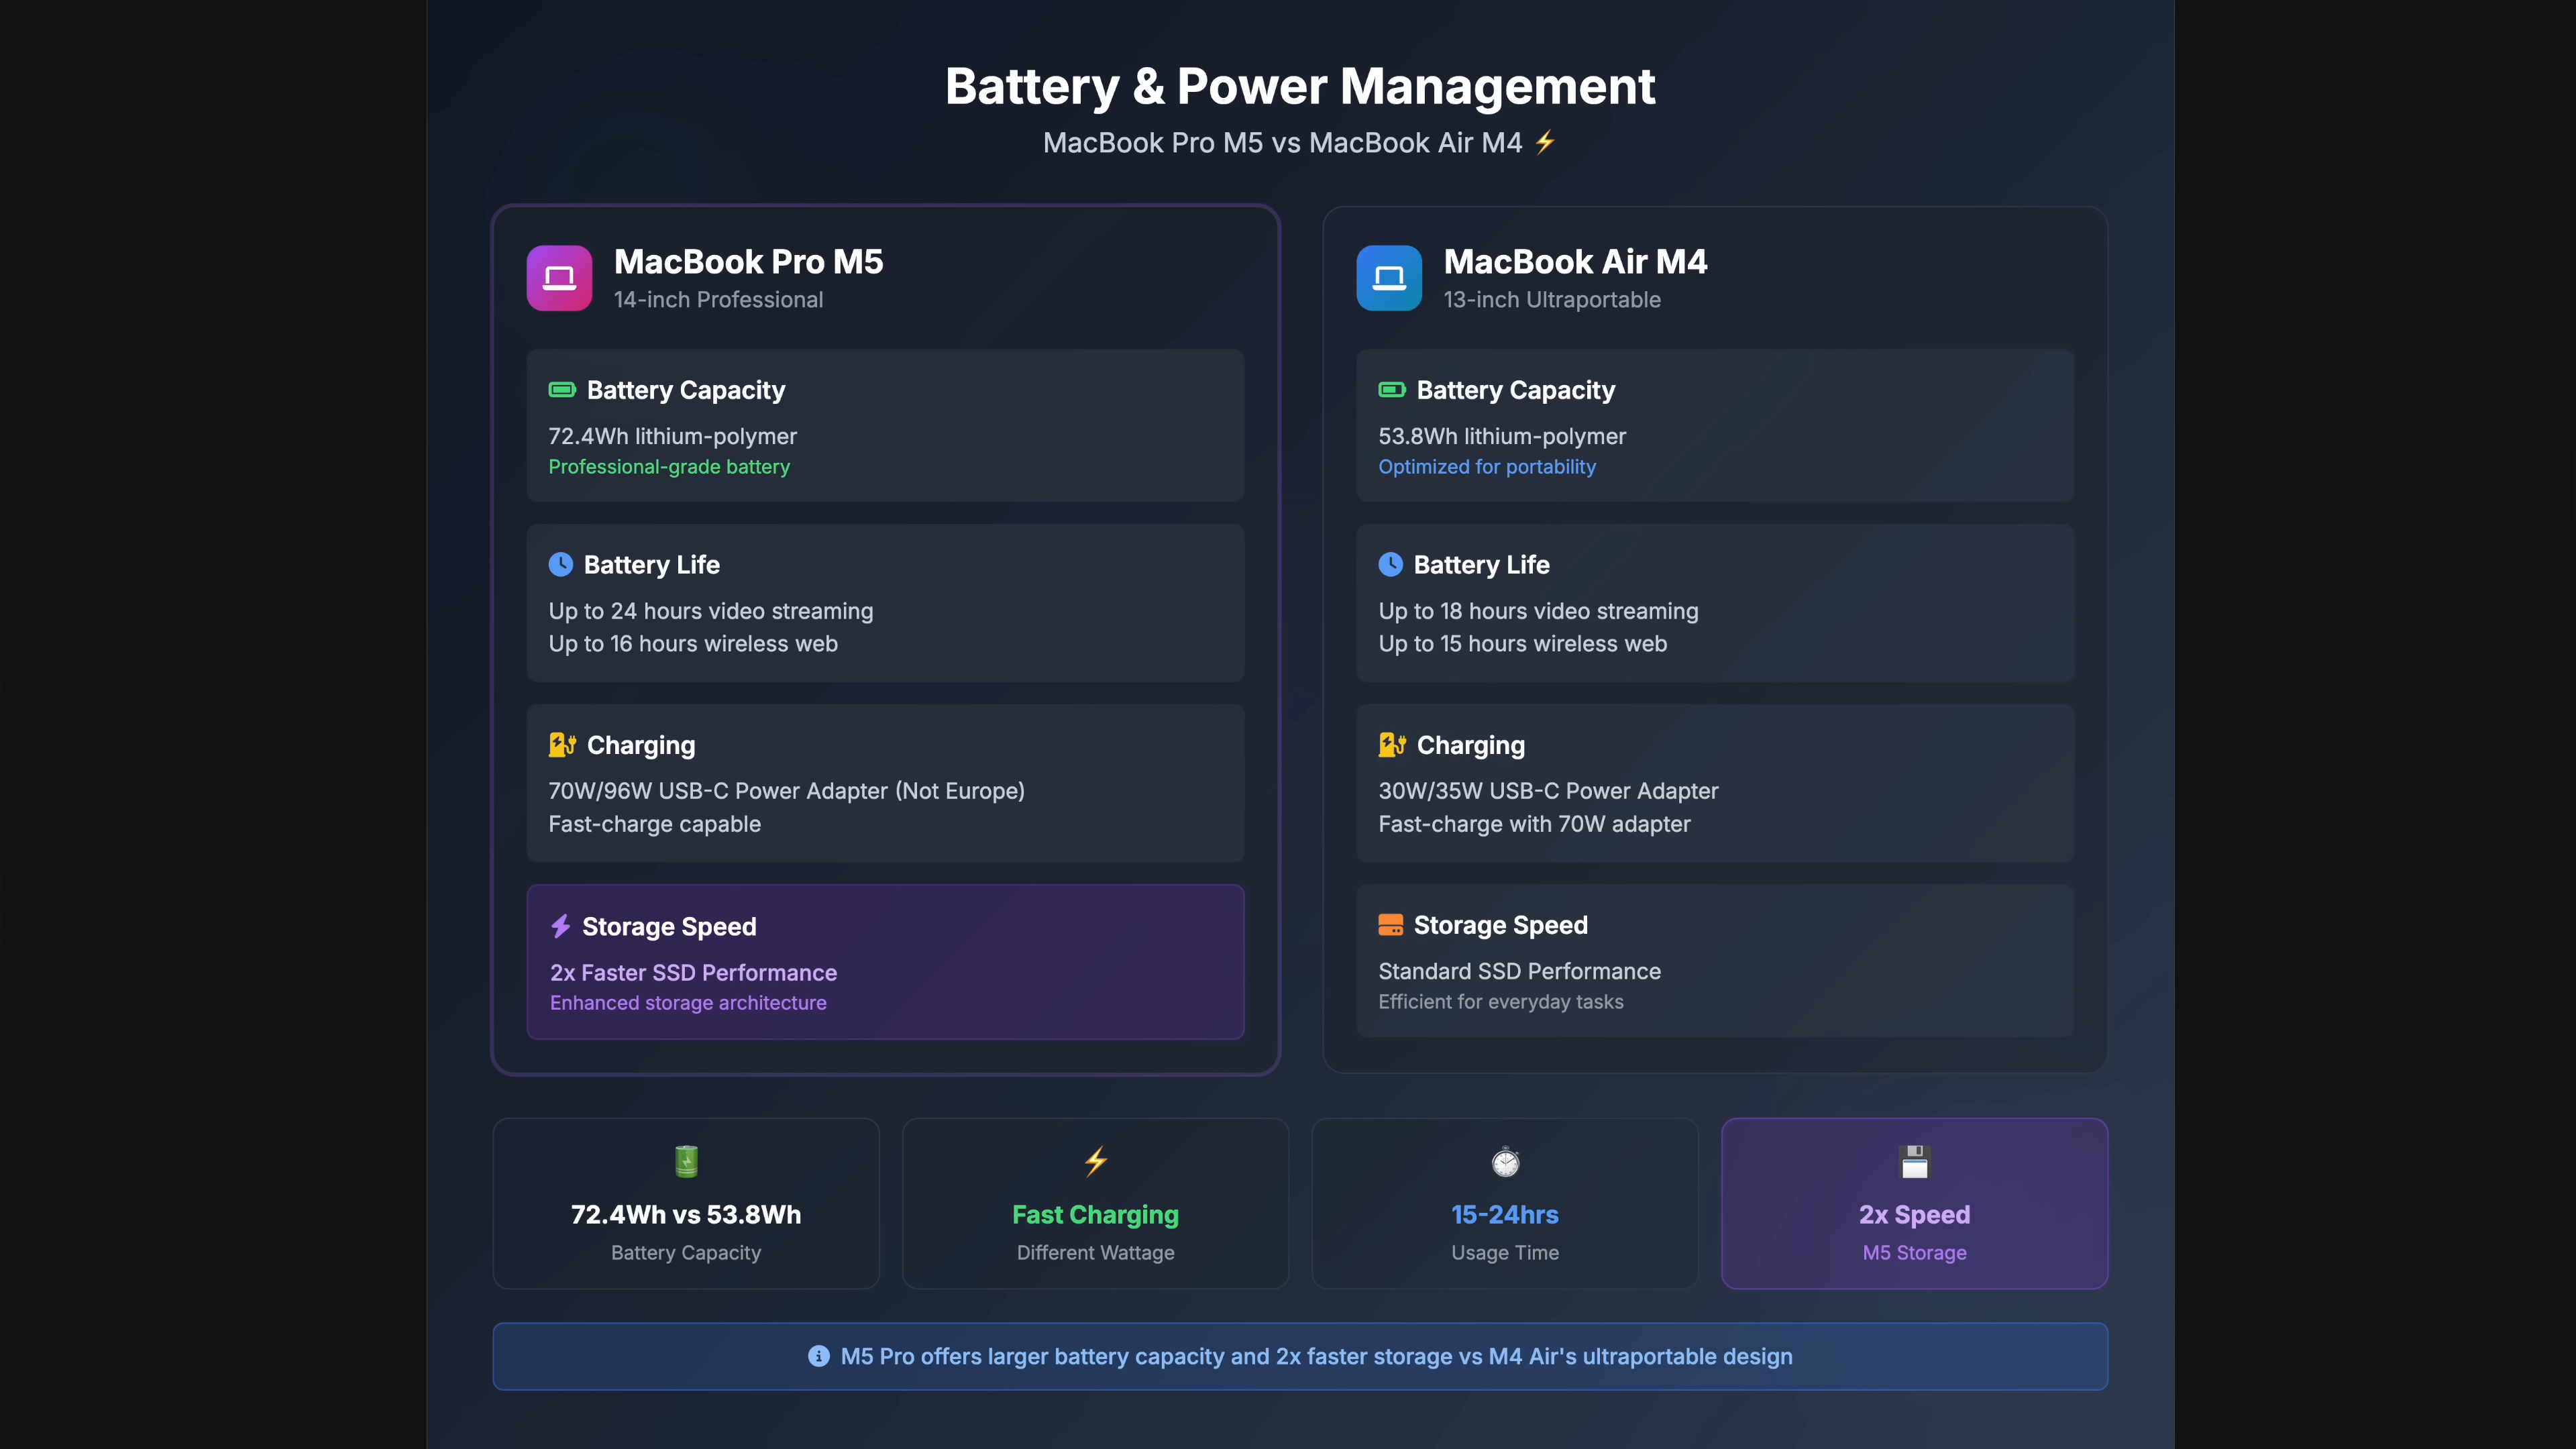 Battery & Power Management
MacBook Pro M5 vs MacBook Air M4 ⚡
MacBook Pro M5
14-inch Professional
Battery Capacity
72.4Wh lithium-polymer
Professional-grade battery
Battery Life
Up to 24 hours video streaming
Up to 16 hours wireless web
Charging
70W/96W USB-C Power Adapter (Not Europe)
Fast-charge capable
Storage Speed
2x Faster SSD Performance
Enhanced storage architecture
MacBook Air M4
13-inch Ultraportable
Battery Capacity
53.8Wh lithium-polymer
Optimized for portability
Battery Life
Up to 18 hours video streaming
Up to 15 hours wireless web
Charging
30W/35W USB-C Power Adapter
Fast-charge with 70W adapter
Storage Speed
Standard SSD Performance
Efficient for everyday tasks
72.4Wh vs 53.8Wh
Battery Capacity
Fast Charging
Different Wattage
15-24hrs
Usage Time
2x Speed
M5 Storage
M5 Pro offers larger battery capacity and 2x faster storage vs M4 Air's ultraportable design